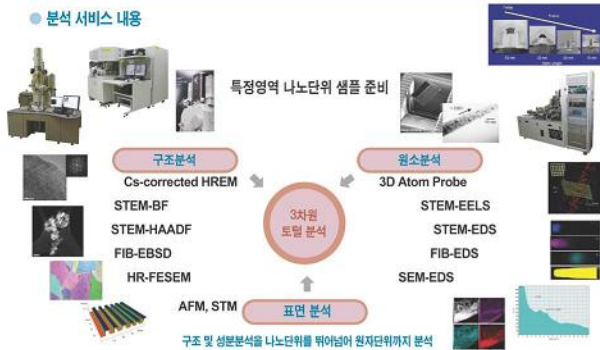 분석 서비스 내용
특정영역 나노단위 샘플 준비
구조분석
원소분석
Cs-corrected HREM
3D Atom Probe
STEM-BF
STEM-EELS
3차원
토털 분석
STEM-HAADF
STEM-EDS
FIB-EBSD
FIB-EDS
HR-FESEM
SEM-EDS
AFM, STM
표면 분석
구조 및 성분분석을 나노단위를 뛰어넘어 원자단위까지 분석